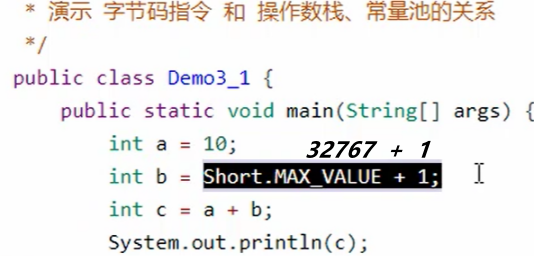 * 演示 字节码指令 和 操作数栈、常量池的关系
*/
public class Demo3_1 {
public static void main(String[] args) {
int a = 10;
32767 + 1
int b = Short.MAX_VALUE + 1;
int c = a + b;
System.out.println(c);